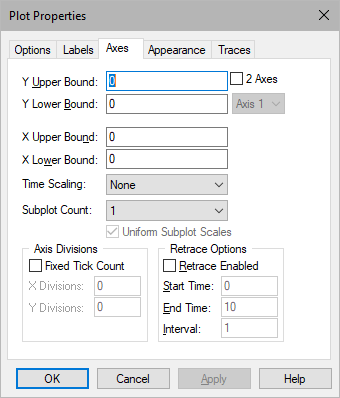 Plot Properties
Options Labels Axes Appearance Traces
Y Upper Bound: 0 2 Axes
Y Lower Bound: 0 Axis 1
X Upper Bound: 0
X Lower Bound: 0
Time Scaling: None
Subplot Count: 1
Uniform Subplot Scales
Axis Divisions Retrace Options
Fixed Tick Count Retrace Enabled
X Divisions: 0 Start Time: 0
Y Divisions: 0 End Time: 10
Interval: 1
OK Cancel Apply Help